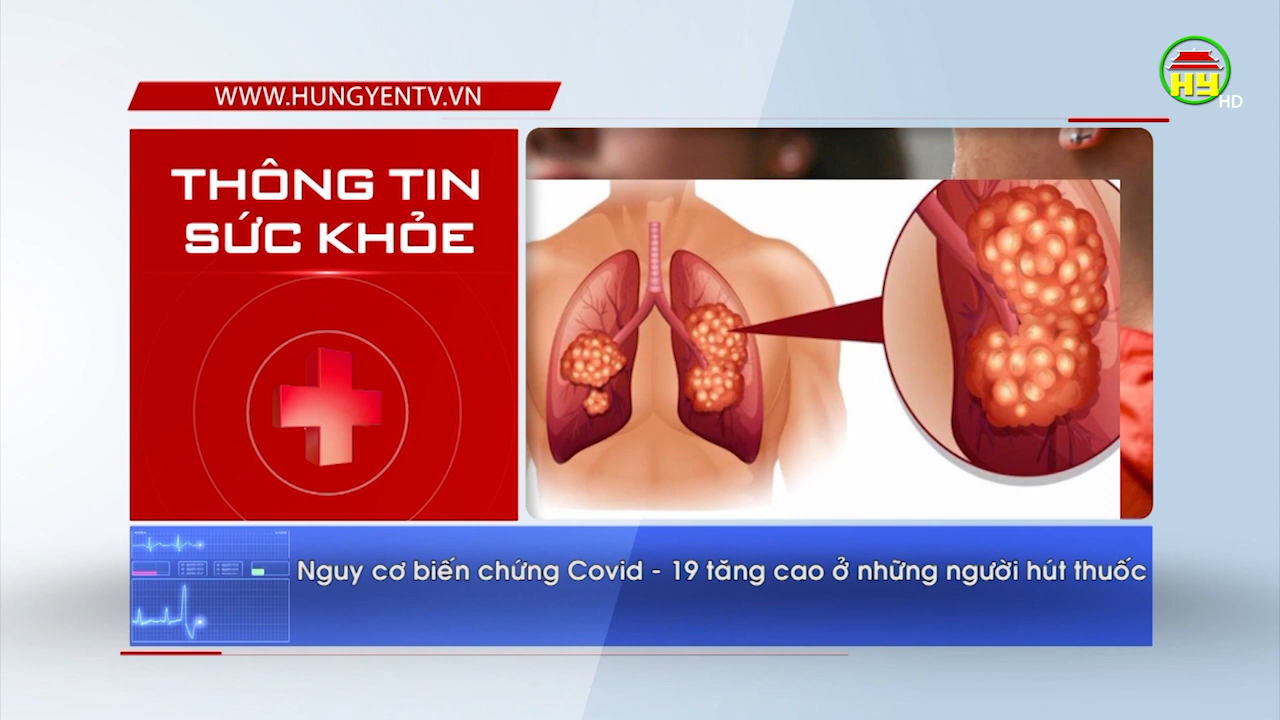 WWW.HUNGYENTV.VN
HY
HD
THÔNG TIN
SỨC KHỎE
Nguy cơ biến chứng Covid - 19 tăng cao ở những người hút thuốc